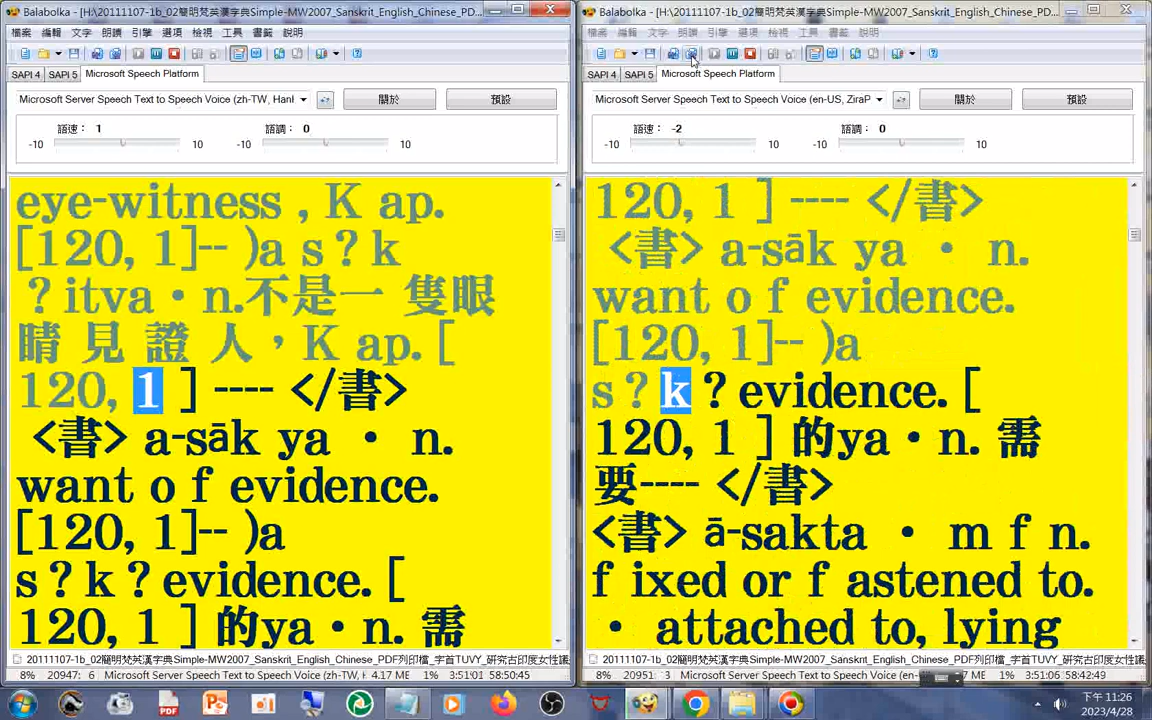 Balabolka - [H:\20111107-1b_02簡明梵英漢字典Simple-MW2007_Sanskrit_English_Chinese_PD...
檔案 編輯 文字 朗讀 引擎 選項 檢視 工具 書籤 說明
SAPI 4 SAPI 5 Microsoft Speech Platform
Microsoft Server Speech Text to Speech Voice (zh-TW, Hanl
關於
預設
語速： 1
語調： 0
-10 10 -10 10
eye-witness , K ap.
[120, 1]-- )a s？k
？itva・n.不是一 隻眼
睛 見 證 人，K ap. [
120, 1 ] ---- </書>
<書> a-sāk ya ・ n.
want o f evidence.
[120, 1]-- )a
s？k？evidence. [
120, 1 ] 的ya・n. 需
20111107-1b_02簡明梵英漢字典Simple-MW2007_Sanskrit_English_Chinese_PDF列印檔_字首TUVY_研究古印度女性議
8% 20947: 6 Microsoft Server Speech Text to Speech Voice (zh-TW, H 4.17 ME 1% 3:51:01 58:50:45
Balabolka - [H:\20111107-1b_02簡明梵英漢字典Simple-MW2007_Sanskrit_English_Chinese_PDF...
檔案 編輯 文字 朗讀 引擎 選項 檢視 工具 書籤 說明
SAPI 4 SAPI 5 Microsoft Speech Platform
Microsoft Server Speech Text to Speech Voice (en-US, ZiraP
關於
預設
語速： -2
語調： 0
-10 10 -10 10
120, 1 ] ---- </書>
<書> a-sāk ya ・ n.
want o f evidence.
[120, 1]-- )a
s？k？evidence. [
120, 1 ] 的ya・n. 需
要---- </書>
<書> ā-sakta ・ m f n.
f ixed or f astened to.
・ attached to, lying
20111107-1b_02簡明梵英漢字典Simple-MW2007_Sanskrit_English_Chinese_PDF列印檔_字首TUVY_研究古印度女性議
8% 20951: 3 Microsoft Server Speech Text to Speech Voice (en-u 4.17 ME 1% 3:51:06 58:42:49
下午 11:26
2023/4/28